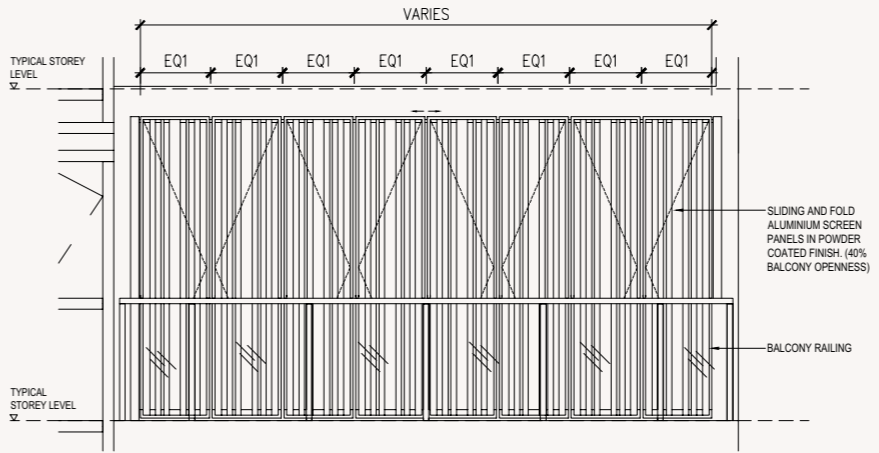 VARIES
TYPICAL STOREY
LEVEL
EQ1 EQ1 EQ1 EQ1 EQ1 EQ1 EQ1 EQ1
SLIDING AND FOLD
ALUMINIUM SCREEN
PANELS IN POWDER
COATED FINISH. (40%
BALCONY OPENNESS)
BALCONY RAILING
TYPICAL
STOREY LEVEL